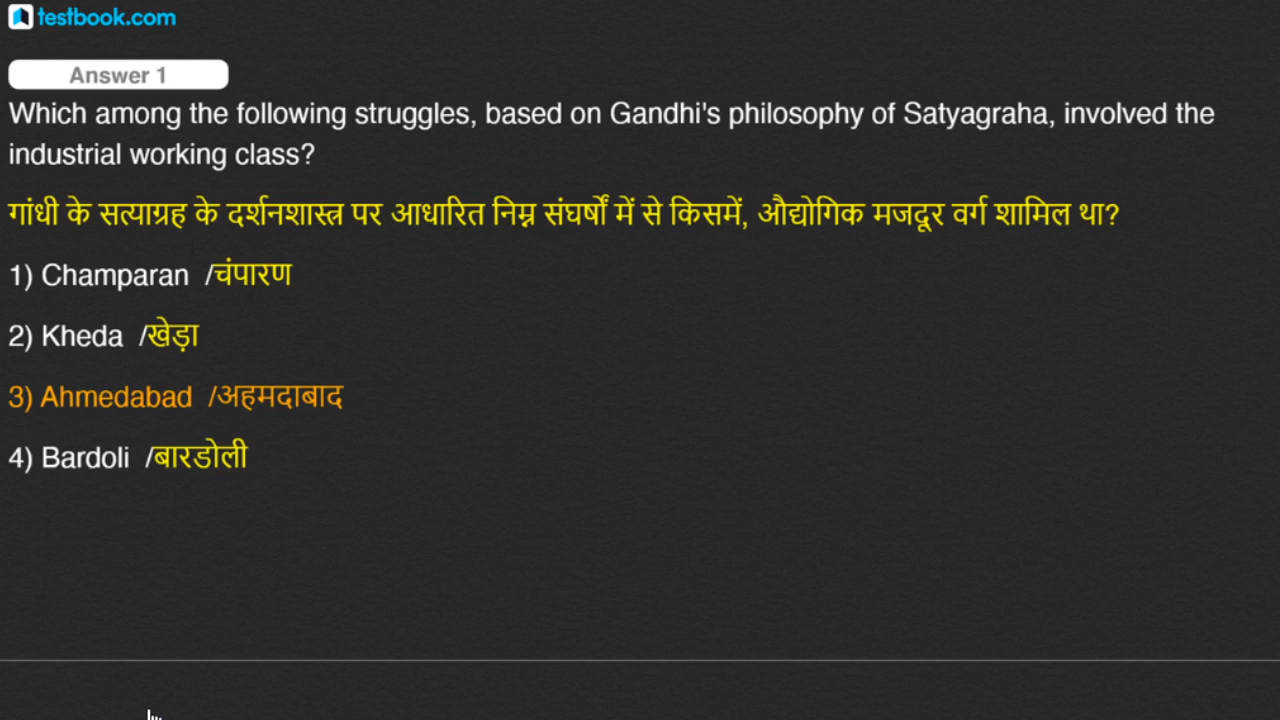 testbook.com
Answer 1
Which among the following struggles, based on Gandhi's philosophy of Satyagraha, involved the
industrial working class?
गांधी के सत्याग्रह के दर्शनशास्त्र पर आधारित निम्न संघर्षों में से किसमें, औद्योगिक मजदूर वर्ग शामिल था?
1) Champaran /चंपारण
2) Kheda /खेड़ा
3) Ahmedabad /अहमदाबाद
4) Bardoli /बारडोली